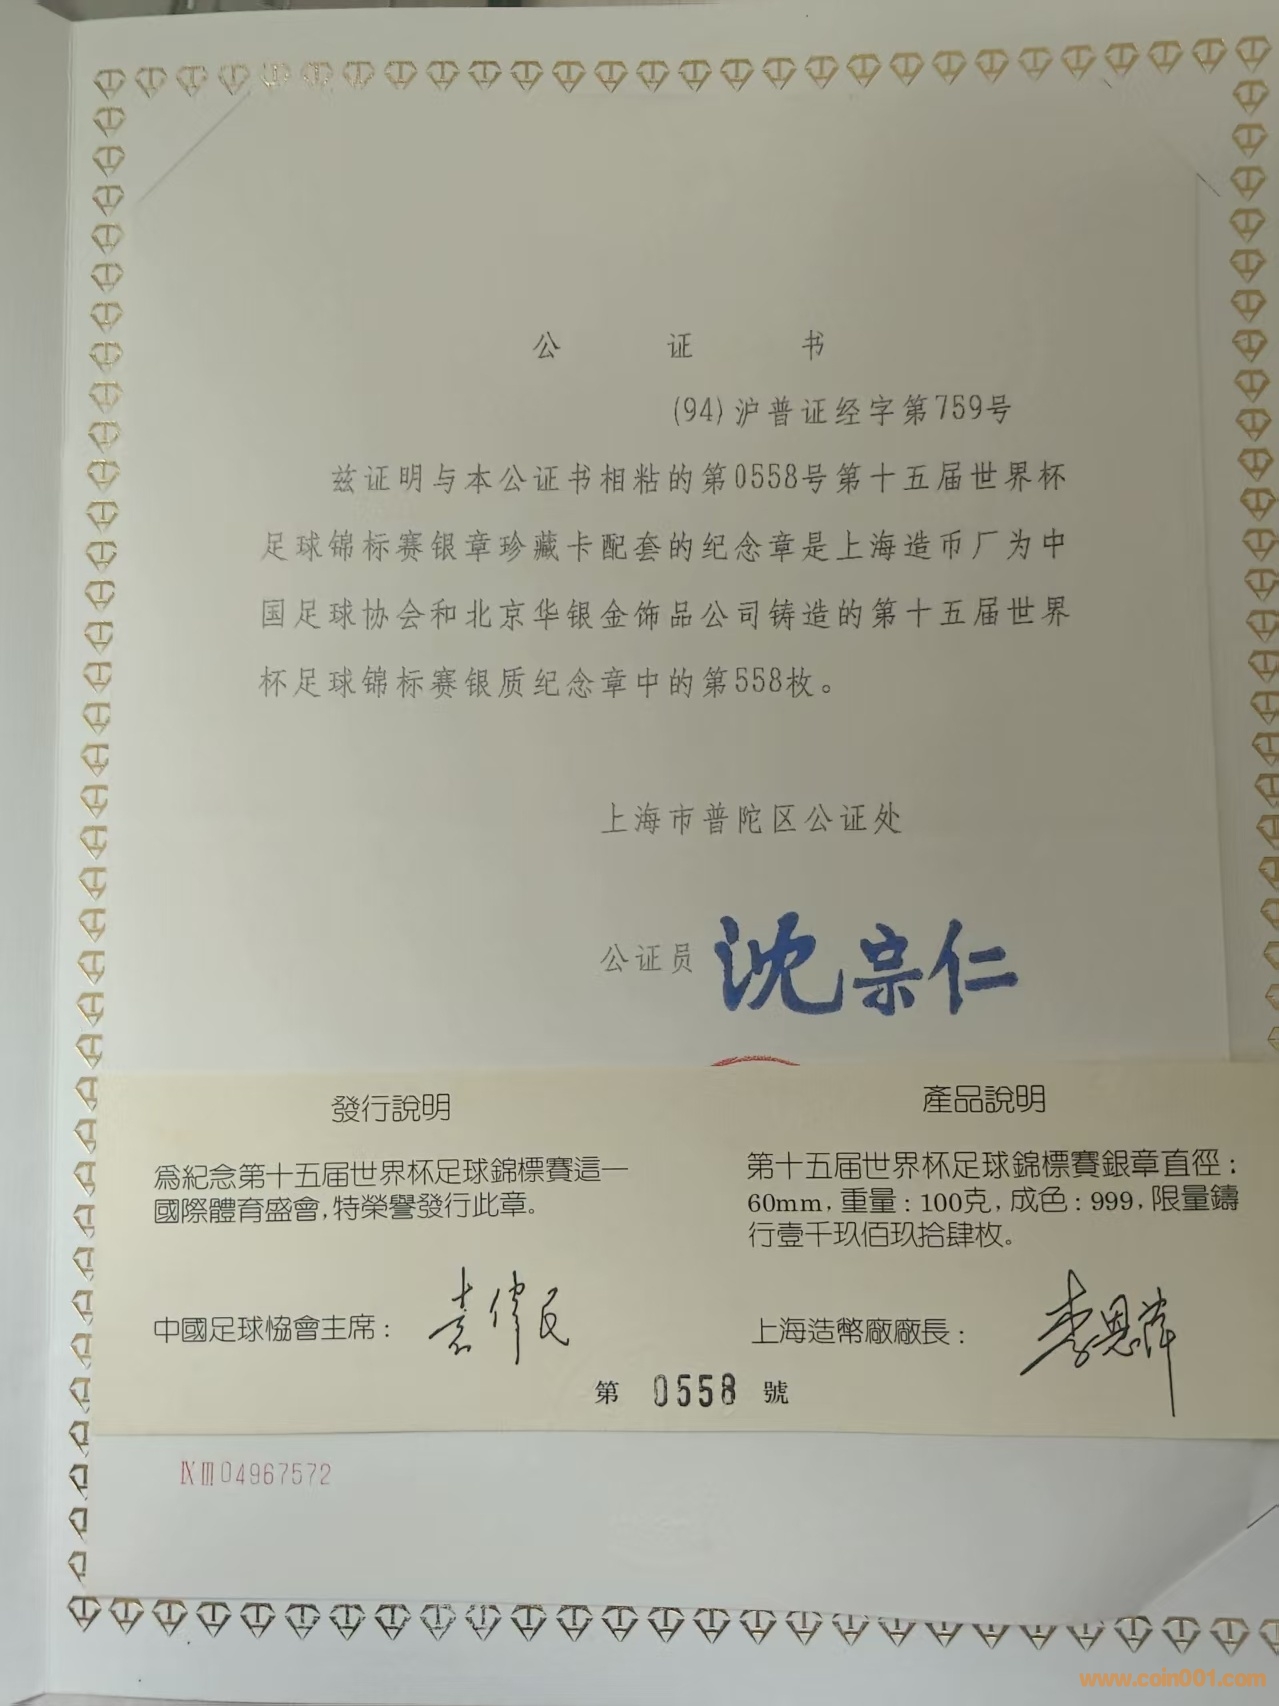 公证书
(94)沪普证经字第759号
兹证明与本公证书相粘的第0558号第十五届世界杯
足球锦标赛银章珍藏卡配套的纪念章是上海造币厂为中
国足球协会和北京华银金饰品公司铸造的第十五届世界
杯足球锦标赛银质纪念章中的第558枚。
上海市普陀区公证处
公证员 沈宗仁
發行說明
爲紀念第十五届世界杯足球錦標賽這一
國際體育盛會,特榮譽發行此章。
中國足球協會主席: 袁偉民
產品說明
第十五届世界杯足球錦標賽銀章直徑:
60mm,重量:100克,成色:999,限量鑄
行壹千玖佰玖拾肆枚。
上海造幣廠廠長:
第 0558 號
ⅨⅢ04967572
www.coin001.com